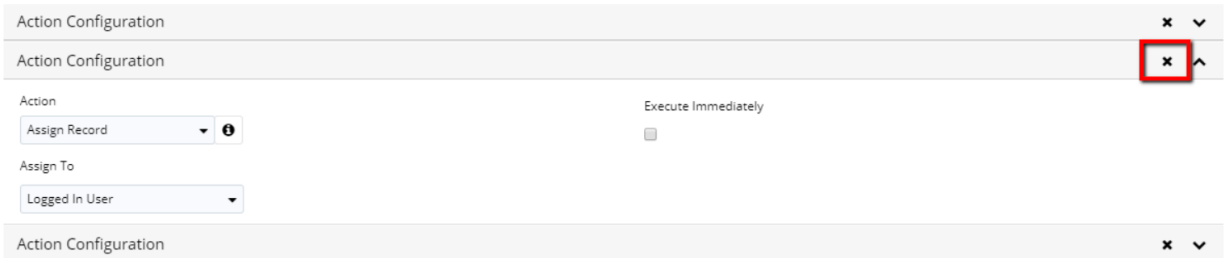 Action Configuration
Action Configuration
Action
Execute Immediately
Assign Record
Assign To
Logged In User
Action Configuration